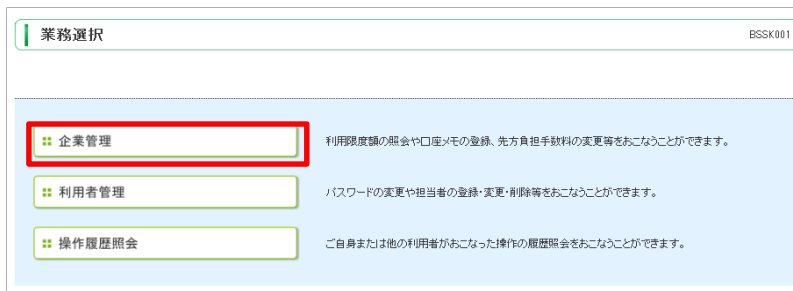 業務選択
BSSK001
企業管理
利用限度額の照会や口座メモの登録、先方負担手数料の変更等をおこなうことができます。
利用者管理
パスワードの変更や担当者の登録・変更・削除等をおこなうことができます。
操作履歴照会
ご自身または他の利用者がおこなった操作の履歴照会をおこなうことができます。